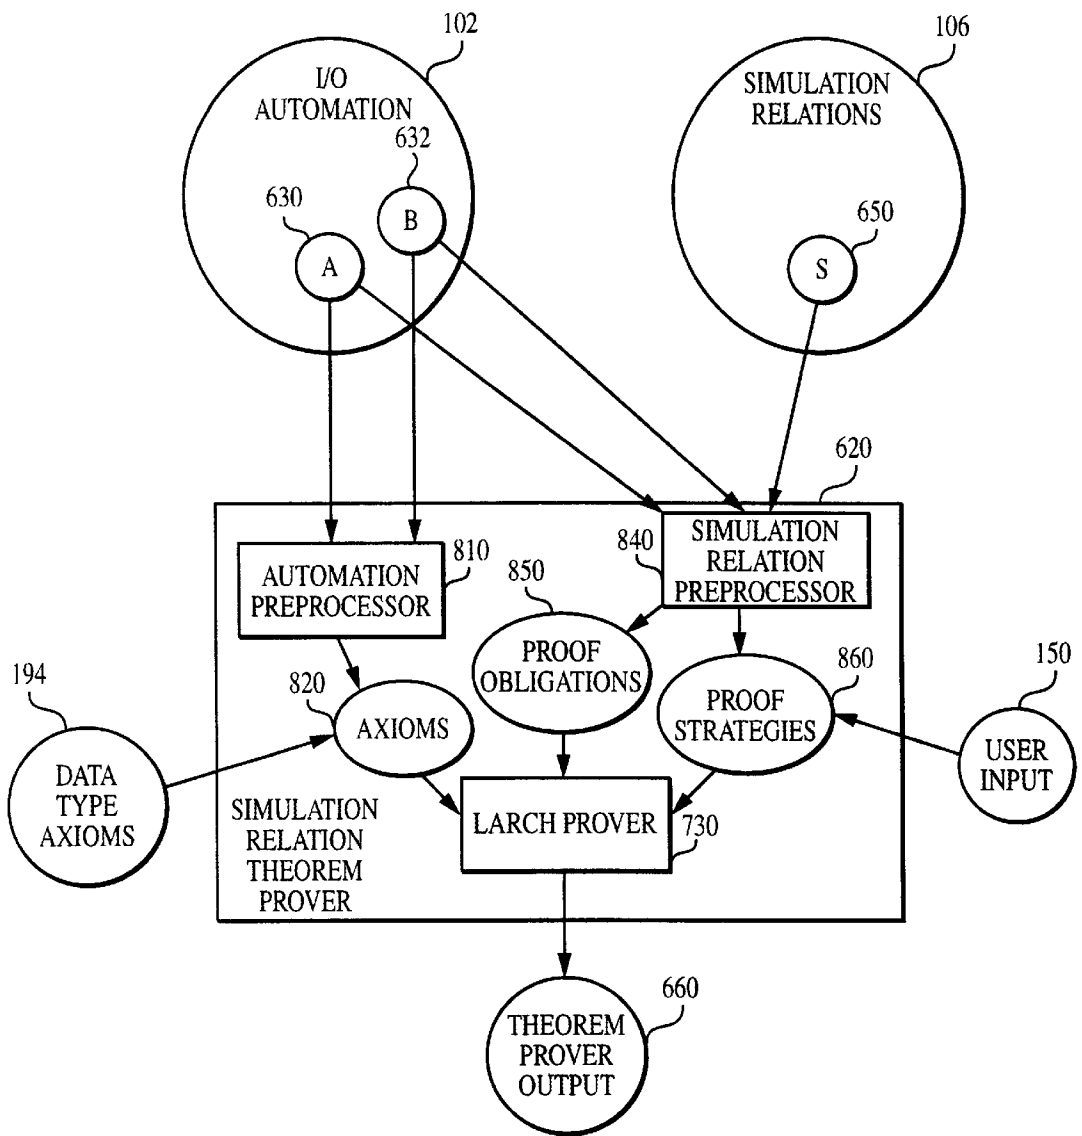 102
I/O
AUTOMATION
632
630
B
A
106
SIMULATION
RELATIONS
650
S
620
AUTOMATION
PREPROCESSOR
810
840
SIMULATION
RELATION
PREPROCESSOR
850
PROOF
OBLIGATIONS
860
PROOF
STRATEGIES
820
AXIOMS
194
DATA
TYPE
AXIOMS
150
USER
INPUT
LARCH PROVER
730
SIMULATION
RELATION
THEOREM
PROVER
660
THEOREM
PROVER
OUTPUT